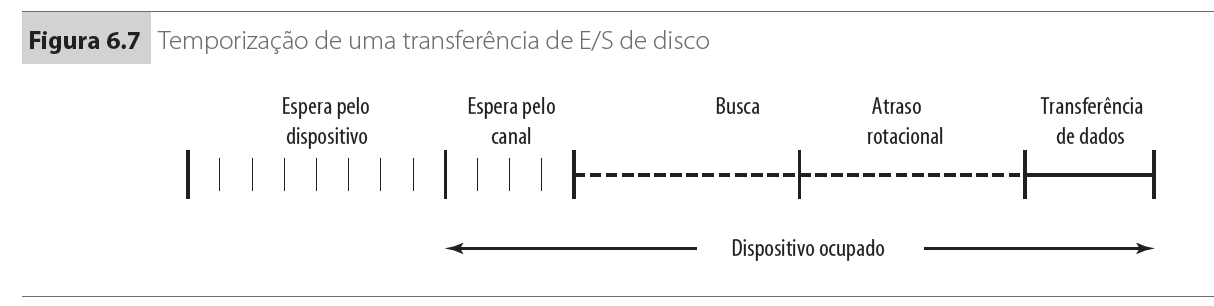 Figura 6.7 Temporização de uma transferência de E/S de disco
Espera pelo
dispositivo
Espera pelo
canal
Busca
Atraso
rotacional
Transferência
de dados
Dispositivo ocupado